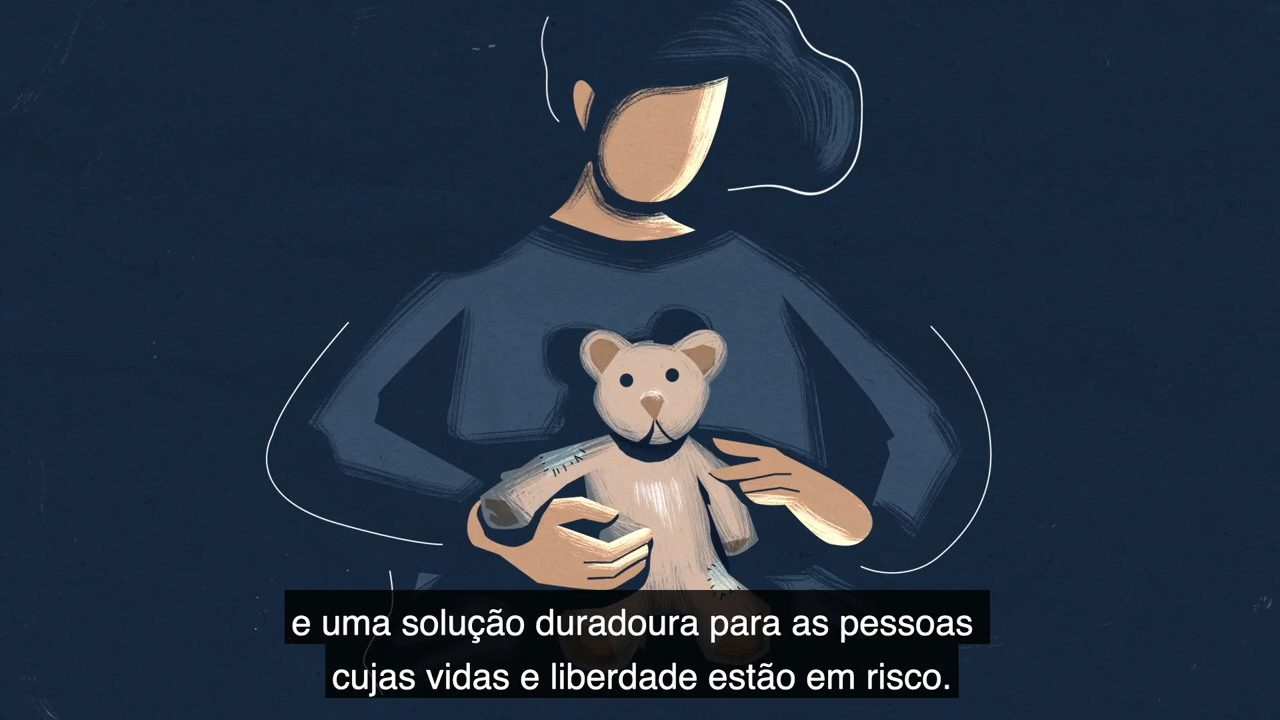 e uma solução duradoura para as pessoas
cujas vidas e liberdade estão em risco.